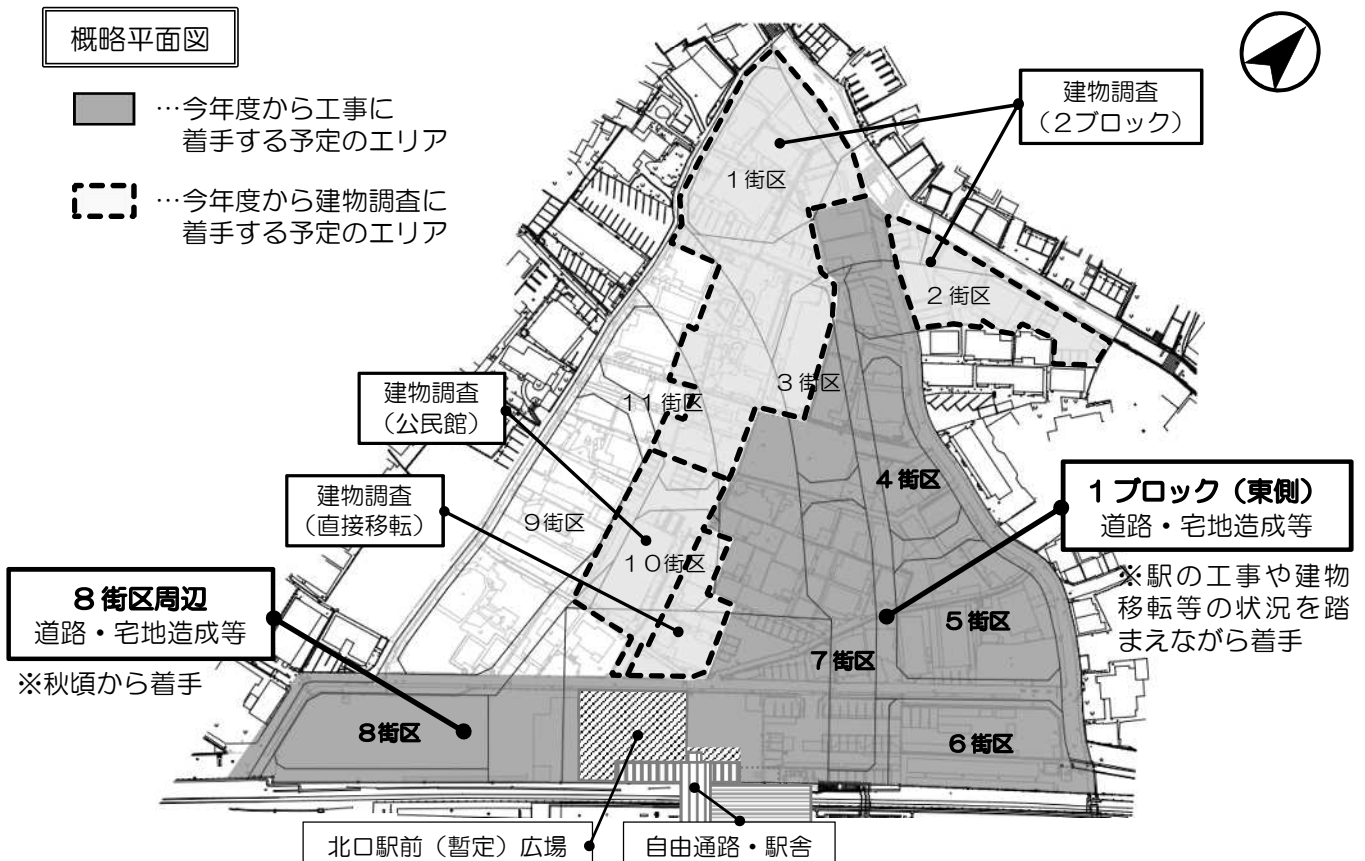 概略平面図
…今年度から工事に
着手する予定のエリア
…今年度から建物調査に
着手する予定のエリア
建物調査
（2ブロック）
1街区
2街区
3街区
建物調査
（公民館）
11街区
4街区
建物調査
（直接移転）
9街区
10街区
1ブロック（東側）
道路・宅地造成等
※駅の工事や建物
移転等の状況を踏
まえながら着手
8街区周辺
道路・宅地造成等
※秋頃から着手
5街区
7街区
8街区
6街区
北口駅前（暫定）広場
自由通路・駅舎